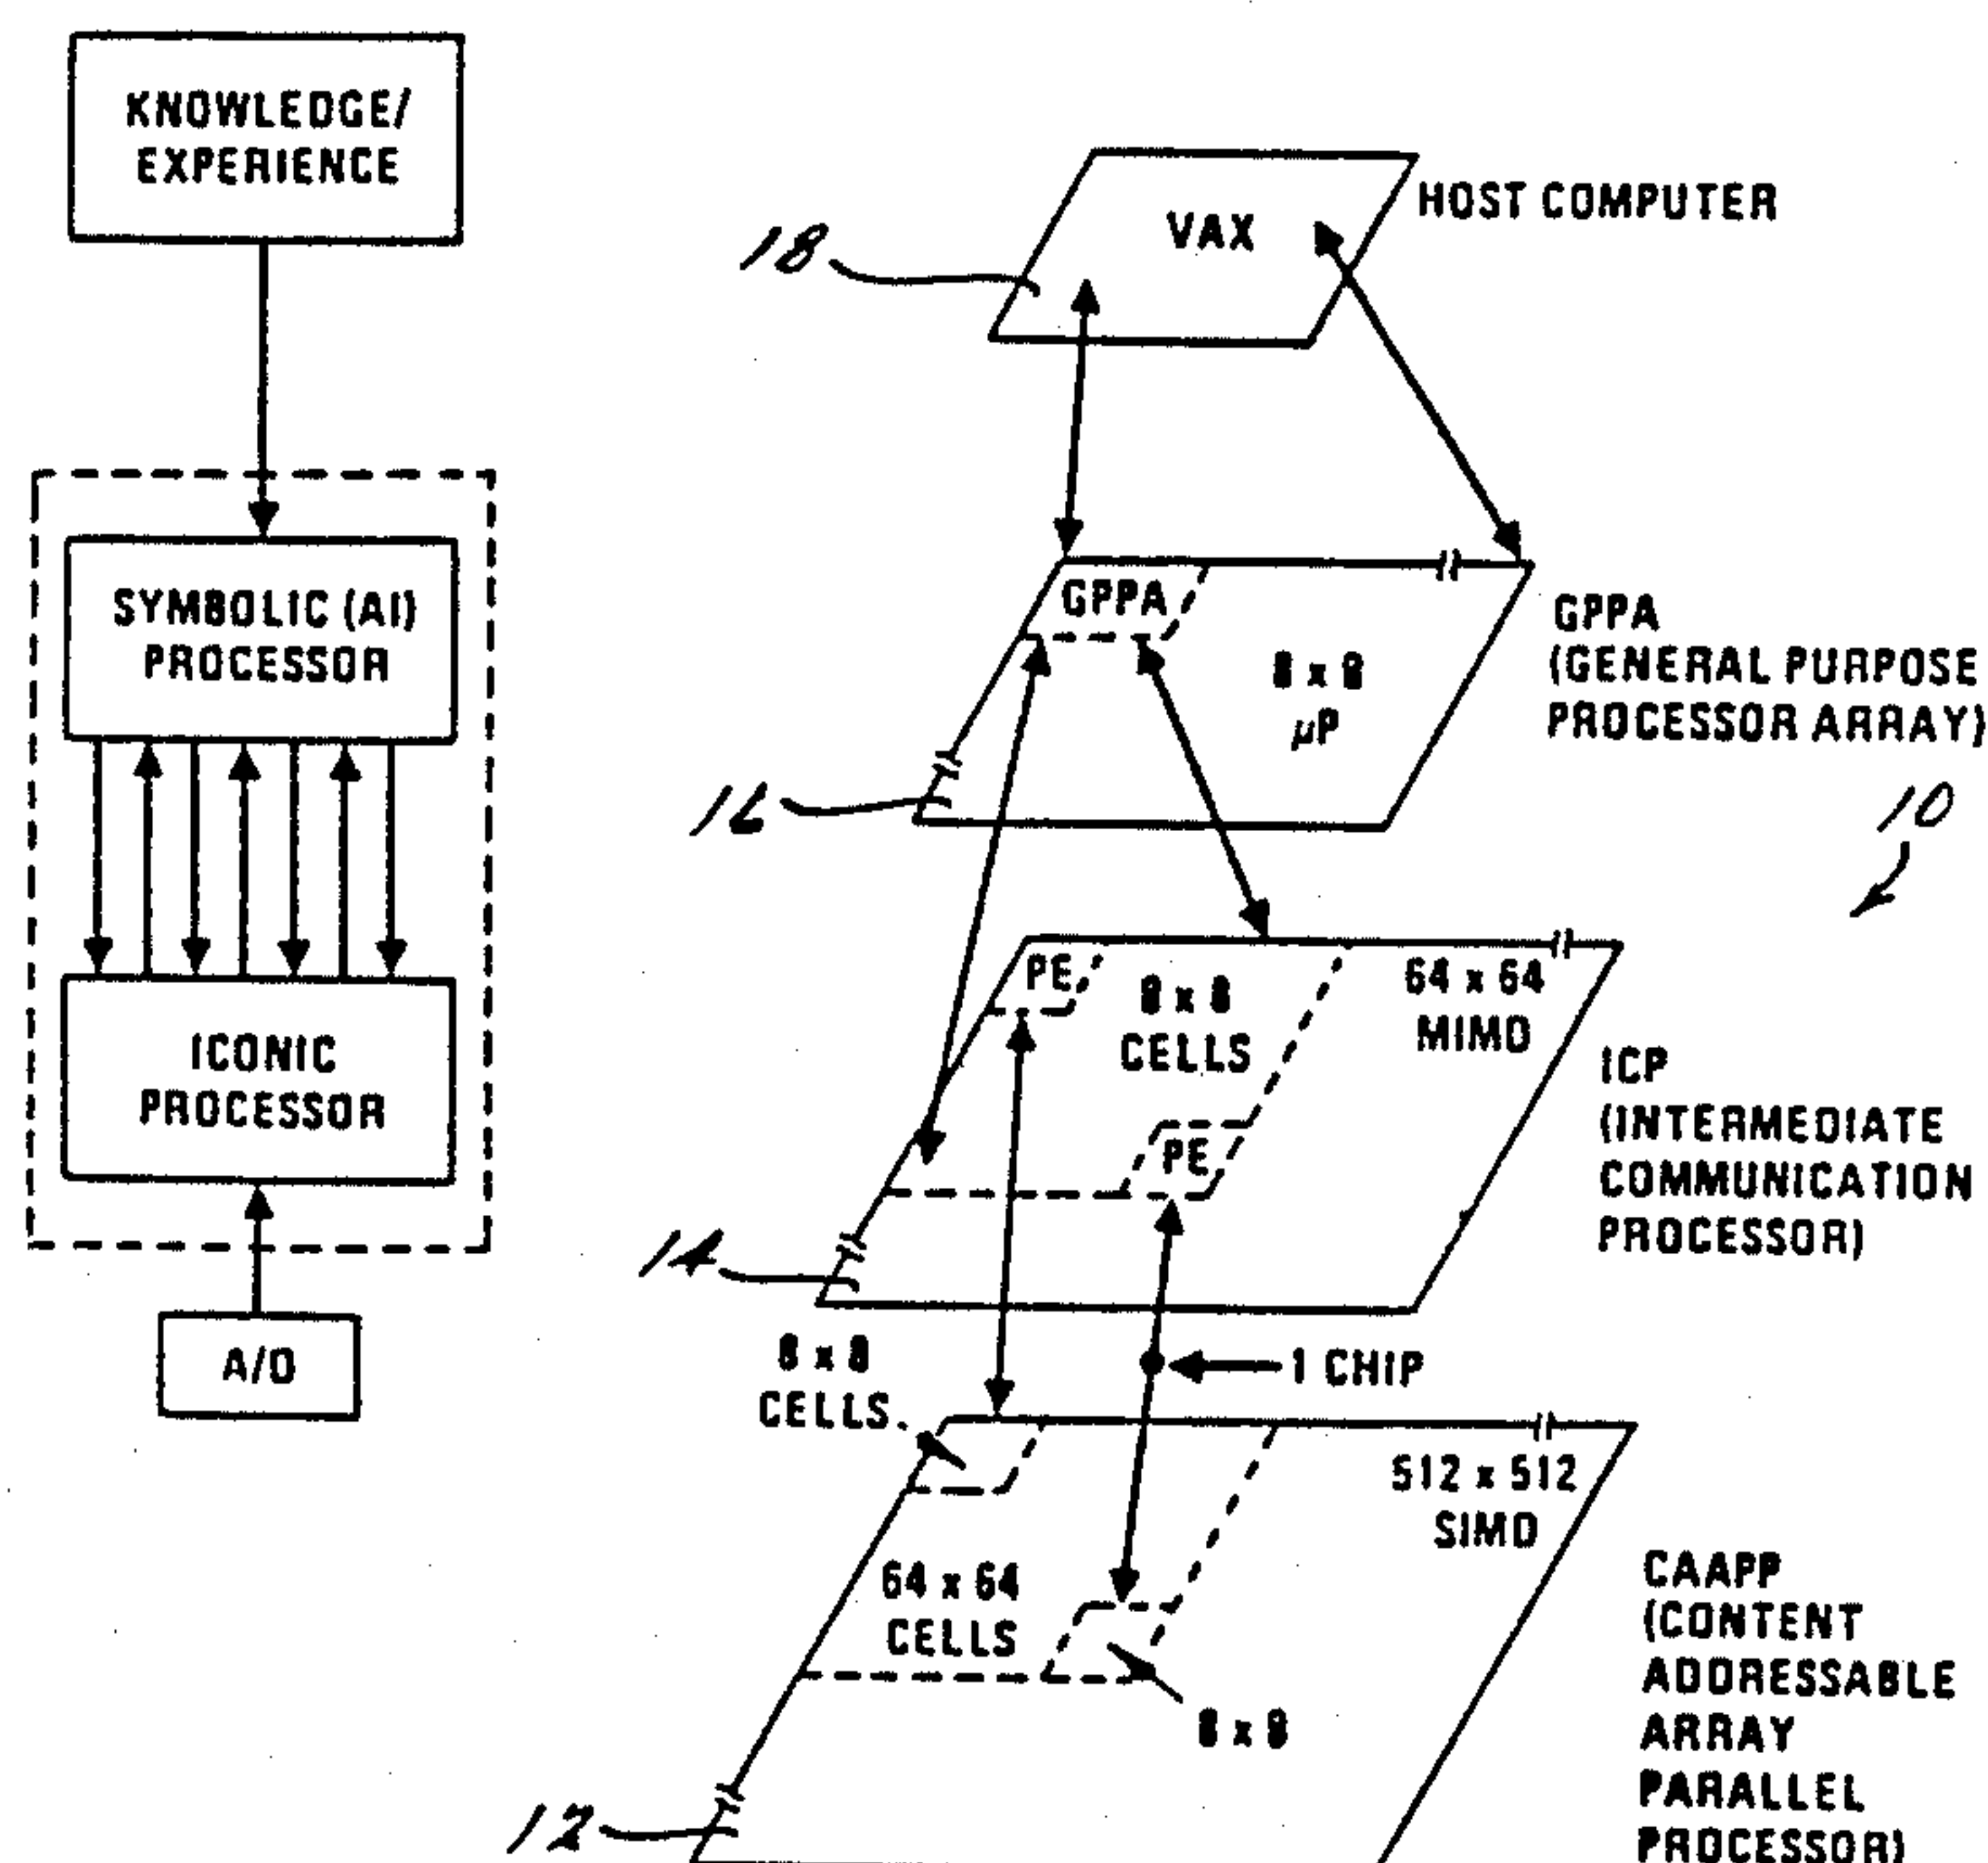 KNOWLEDGE/
EXPERIENCE
SYMBOLIC (AI)
PROCESSOR
ICONIC
PROCESSOR
A/D
18
VAX
HOST COMPUTER
GPPA
8 x 8
µP
GPPA
(GENERAL PURPOSE
PROCESSOR ARRAY)
16
10
PE
8 x 8
CELLS
64 x 64
MIMD
PE
ICP
(INTERMEDIATE
COMMUNICATION
PROCESSOR)
14
8 x 8
CELLS
1 CHIP
512 x 512
SIMD
64 x 64
CELLS
8 x 8
CAAPP
(CONTENT
ADDRESSABLE
ARRAY
PARALLEL
PROCESSOR)
12